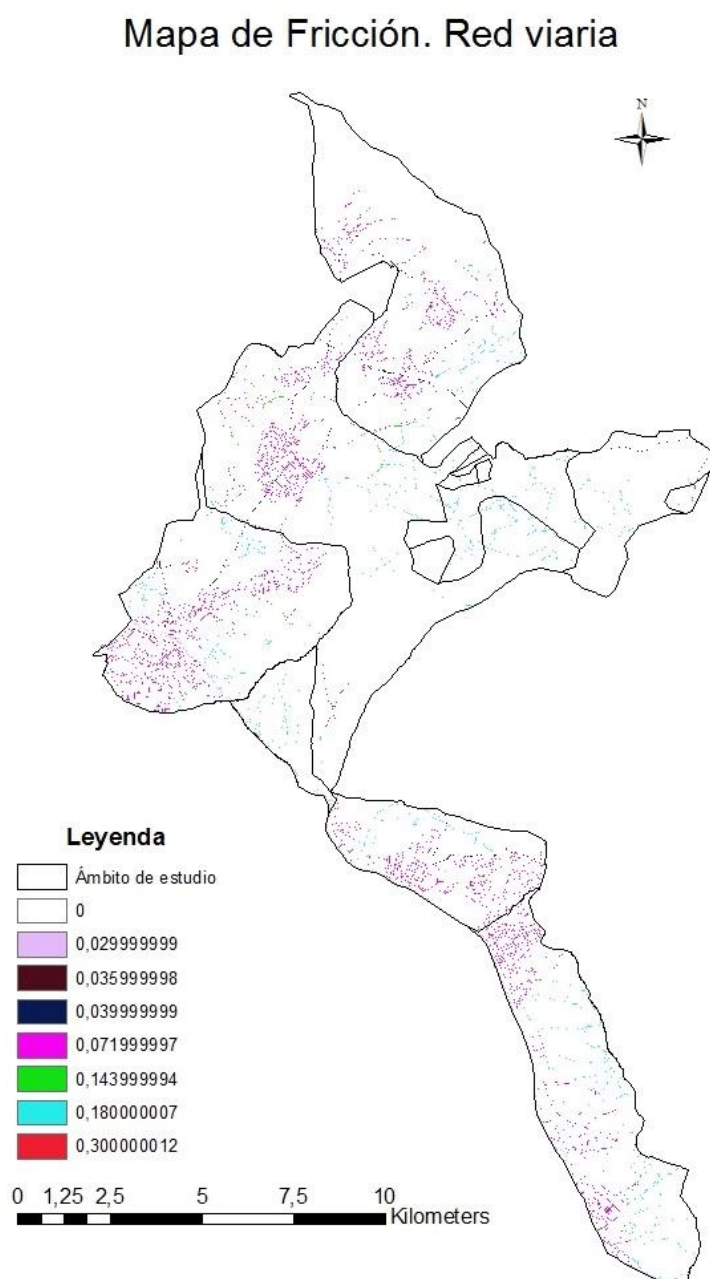 Mapa de Fricción. Red viaria
N
Leyenda
Ámbito de estudio
0
0,029999999
0,035999998
0,039999999
0,071999997
0,143999994
0,180000007
0,300000012
0 1,25 2,5 5 7,5 10
Kilometers